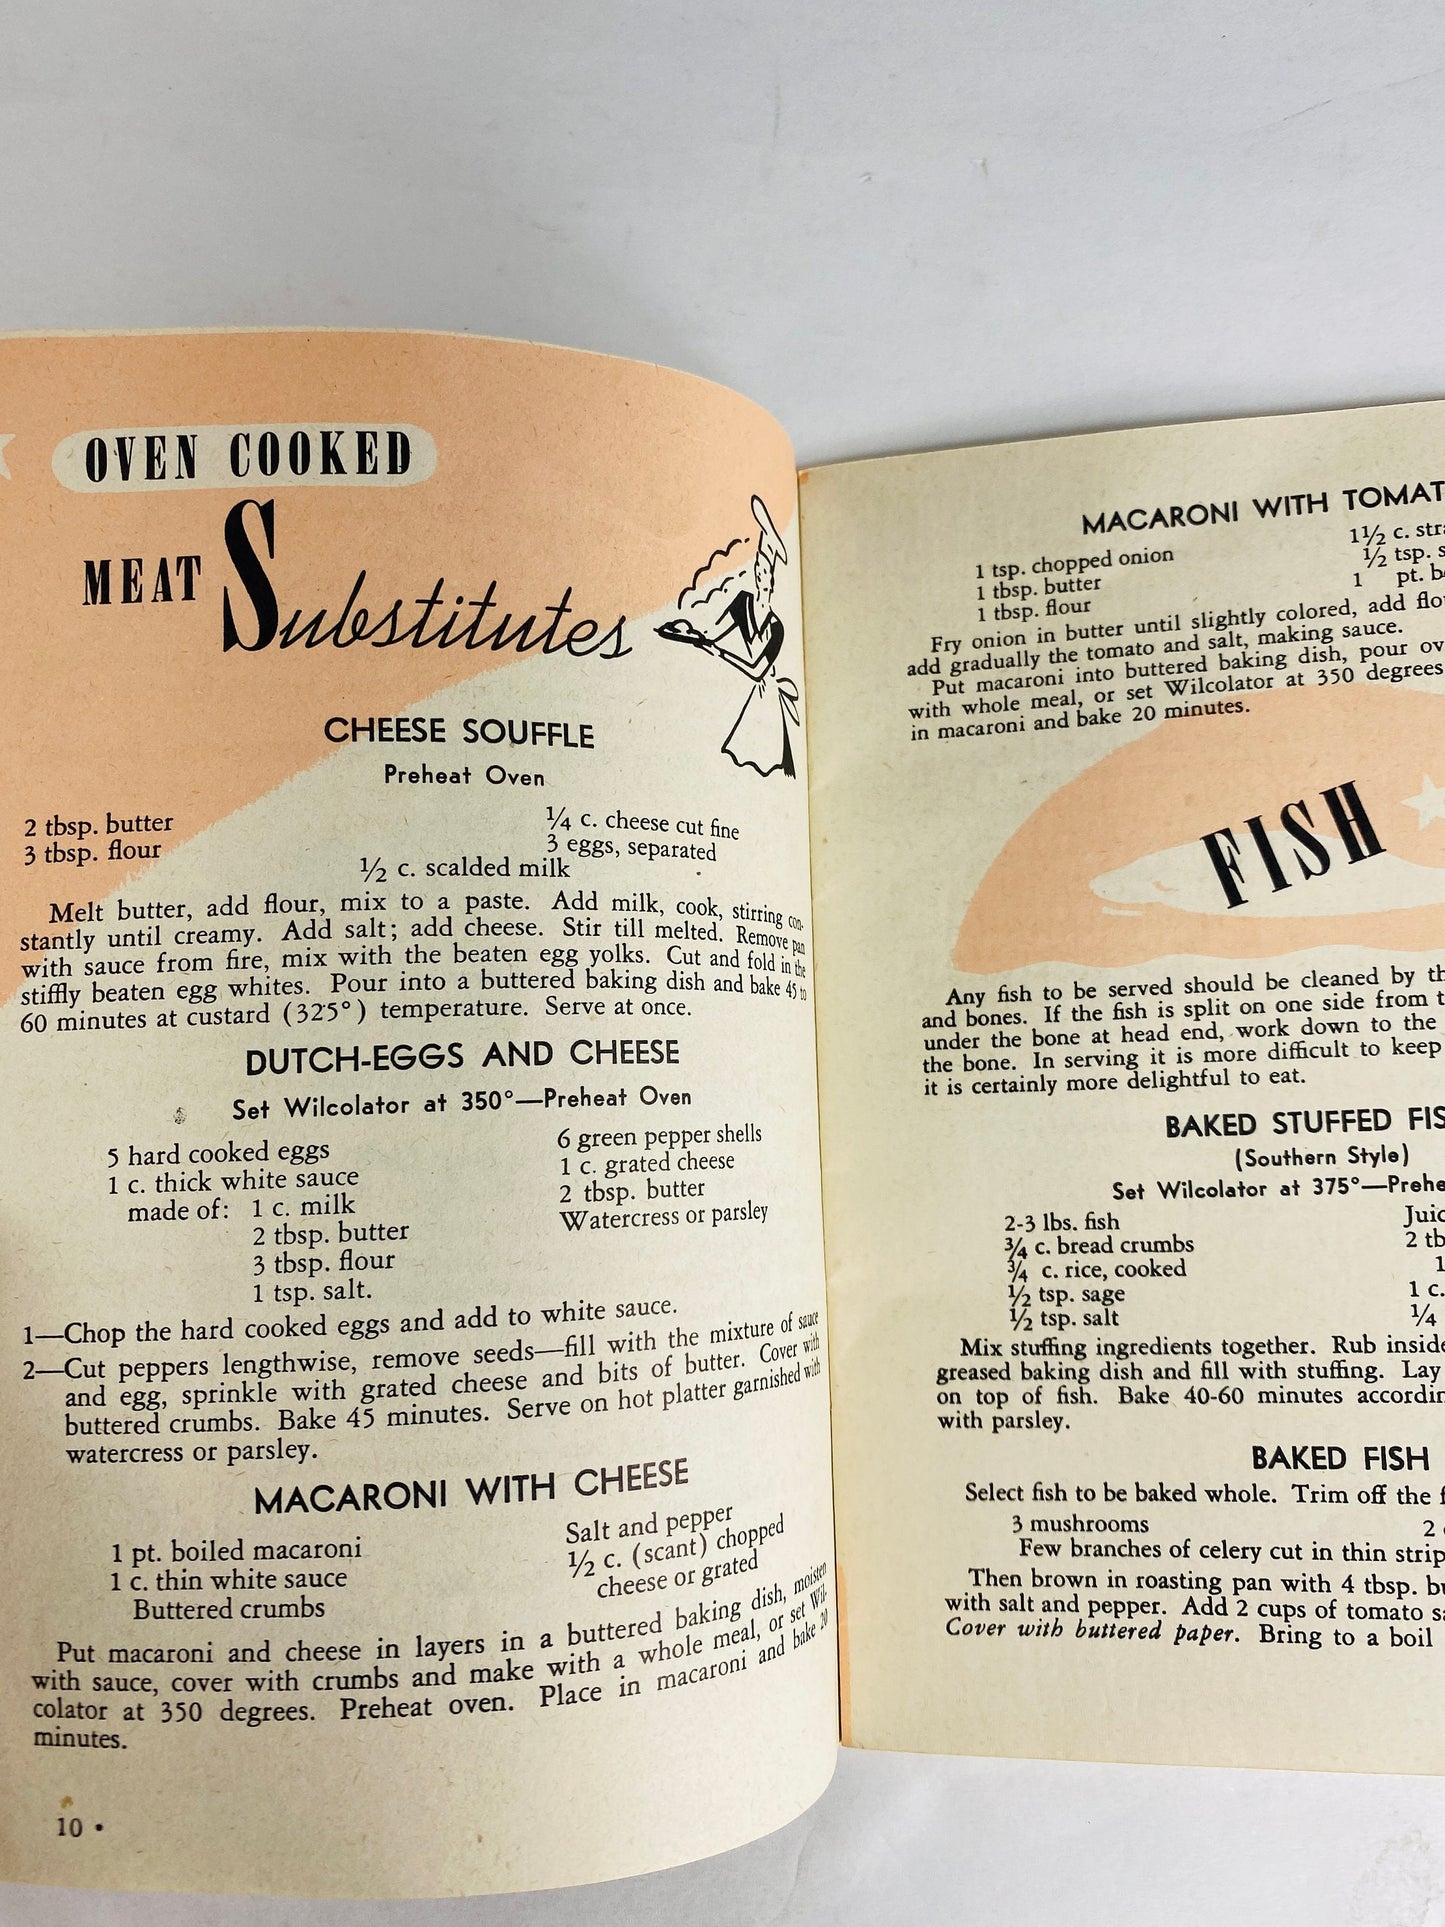 OVEN COOKED
MEAT Substitutes
CHEESE SOUFFLE
Preheat Oven
2 tbsp. butter
3 tbsp. flour
¼ c. cheese cut fine
3 eggs, separated
½ c. scalded milk
Melt butter, add flour, mix to a paste. Add milk, cook, stirring con-
stantly until creamy. Add salt; add cheese. Stir till melted. Remove pan
with sauce from fire, mix with the beaten egg yolks. Cut and fold in the
stiffly beaten egg whites. Pour into a buttered baking dish and bake 45 to
60 minutes at custard (325°) temperature. Serve at once.
DUTCH-EGGS AND CHEESE
Set Wilcolator at 350°—Preheat Oven
5 hard cooked eggs
1 c. thick white sauce
made of: 1 c. milk
2 tbsp. butter
3 tbsp. flour
1 tsp. salt.
6 green pepper shells
1 c. grated cheese
2 tbsp. butter
Watercress or parsley
1—Chop the hard cooked eggs and add to white sauce.
2—Cut peppers lengthwise, remove seeds—fill with the mixture of sauce
and egg, sprinkle with grated cheese and bits of butter. Cover with
buttered crumbs. Bake 45 minutes. Serve on hot platter garnished with
watercress or parsley.
MACARONI WITH CHEESE
1 pt. boiled macaroni
1 c. thin white sauce
Buttered crumbs
Salt and pepper
½ c. (scant) chopped
cheese or grated
Put macaroni and cheese in layers in a buttered baking dish, moisten
with sauce, cover with crumbs and make with a whole meal, or set Wil-
colator at 350 degrees. Preheat oven. Place in macaroni and bake 20
minutes.
10 •
MACARONI WITH TOMAT
1 tsp. chopped onion
1 tbsp. butter
1 tbsp. flour
1½ c. stra
½ tsp. s
1 pt. b
Fry onion in butter until slightly colored, add flo
add gradually the tomato and salt, making sauce.
Put macaroni into buttered baking dish, pour ov
with whole meal, or set Wilcolator at 350 degrees
in macaroni and bake 20 minutes.
FISH
Any fish to be served should be cleaned by th
and bones. If the fish is split on one side from t
under the bone at head end, work down to the
the bone. In serving it is more difficult to keep
it is certainly more delightful to eat.
BAKED STUFFED FIS
(Southern Style)
Set Wilcolator at 375°—Prehe
2-3 lbs. fish
¾ c. bread crumbs
¾ c. rice, cooked
½ tsp. sage
½ tsp. salt
Juic
2 tb
1
1 c.
¼
Mix stuffing ingredients together. Rub inside
greased baking dish and fill with stuffing. Lay
on top of fish. Bake 40-60 minutes accordin
with parsley.
BAKED FISH
Select fish to be baked whole. Trim off the f
3 mushrooms
2
Few branches of celery cut in thin strip
Then brown in roasting pan with 4 tbsp. bu
with salt and pepper. Add 2 cups of tomato sa
Cover with buttered paper. Bring to a boil